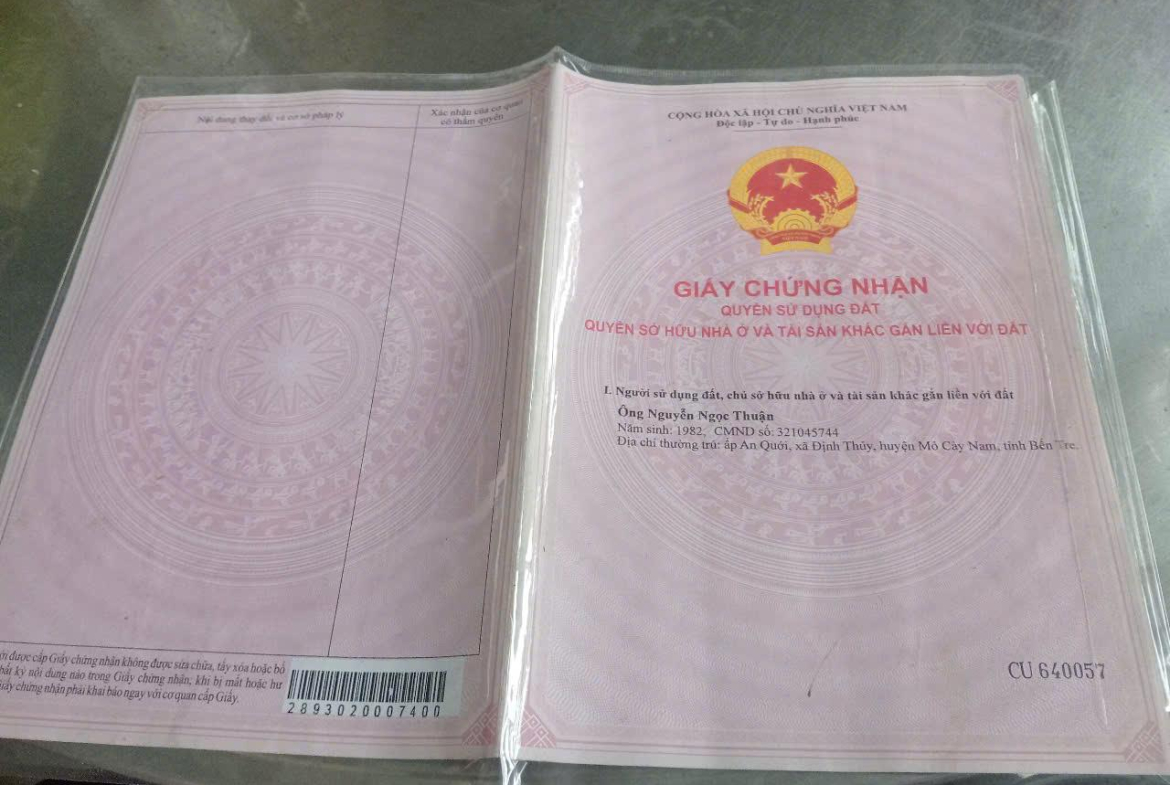 Nội dung thay đổi và cơ sở pháp lý
Xác nhận của cơ quan
có thẩm quyền
ời được cấp Giấy chứng nhận không được sửa chữa, tẩy xóa hoặc bổ
bất kỳ nội dung nào trong Giấy chứng nhận; khi bị mất hoặc hư
Giấy chứng nhận phải khai báo ngay với cơ quan cấp Giấy.
2893020007400
CỘNG HÒA XÃ HỘI CHỦ NGHĨA VIỆT NAM
Độc lập - Tự do - Hạnh phúc
GIẤY CHỨNG NHẬN
QUYỀN SỬ DỤNG ĐẤT
QUYỀN SỞ HỮU NHÀ Ở VÀ TÀI SẢN KHÁC GẮN LIỀN VỚI ĐẤT
I. Người sử dụng đất, chủ sở hữu nhà ở và tài sản khác gắn liền với đất
Ông Nguyễn Ngọc Thuận
Năm sinh: 1982, CMND số: 321045744
Địa chỉ thường trú: ấp An Quới, xã Định Thủy, huyện Mỏ Cày Nam, tỉnh Bến Tre.
CU 640057